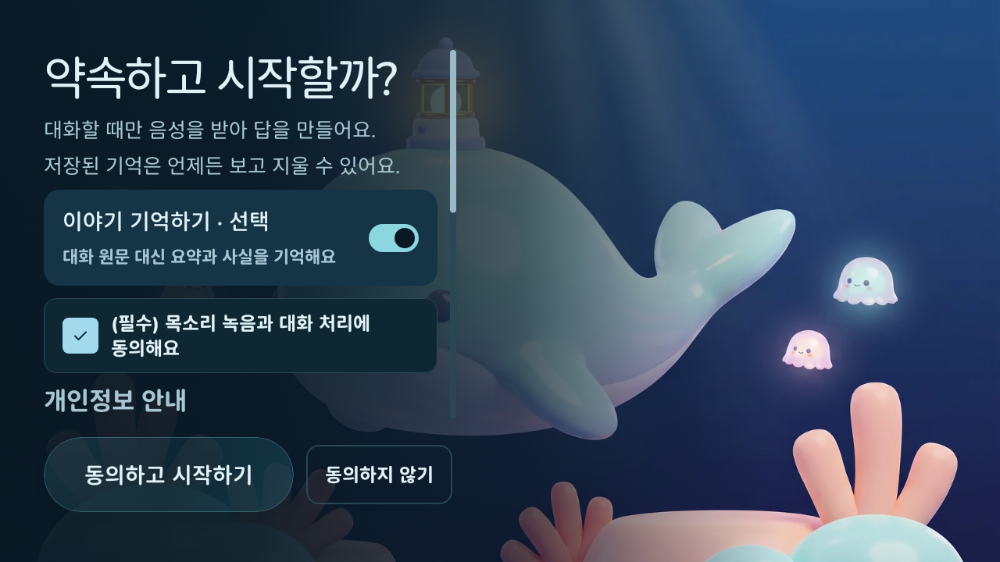 약속하고 시작할까?
대화할 때만 음성을 받아 답을 만들어요.
저장된 기억은 언제든 보고 지울 수 있어요.
이야기 기억하기 · 선택
대화 원문 대신 요약과 사실을 기억해요
(필수) 목소리 녹음과 대화 처리에
동의해요
개인정보 안내
동의하고 시작하기
동의하지 않기